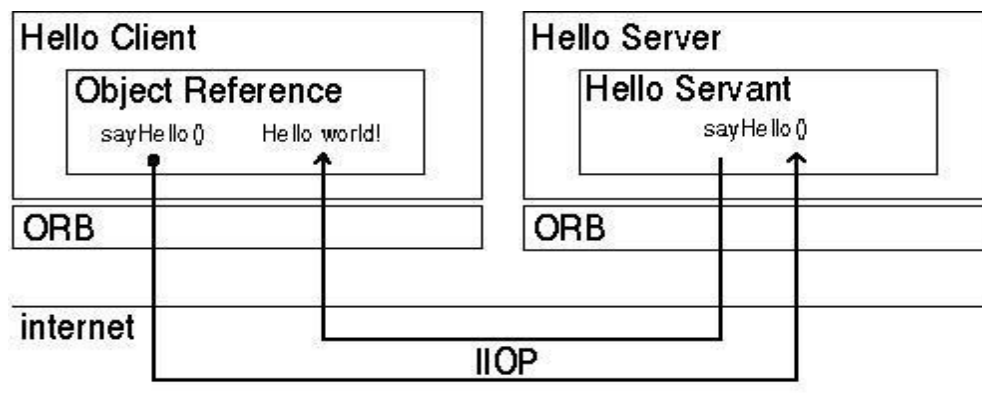 Hello Client
Object Reference
sayHello()
Hello world!
ORB
Hello Server
Hello Servant
sayHello()
ORB
internet
IIOP